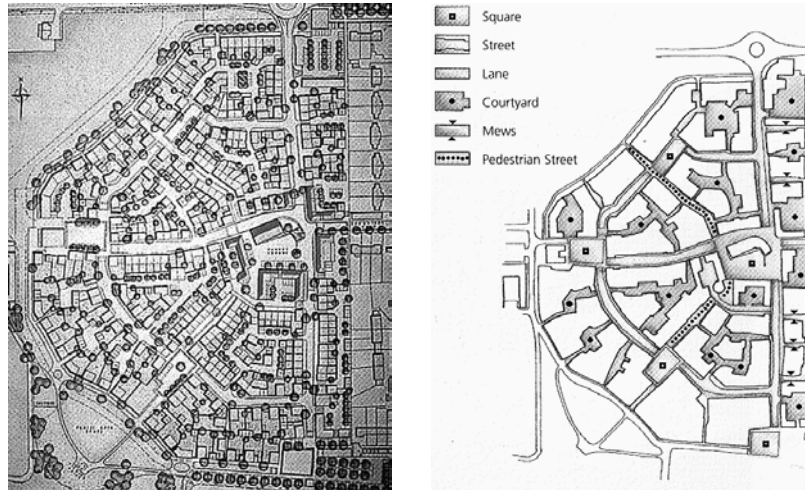 N
Square
Street
Lane
Courtyard
Mews
Pedestrian Street